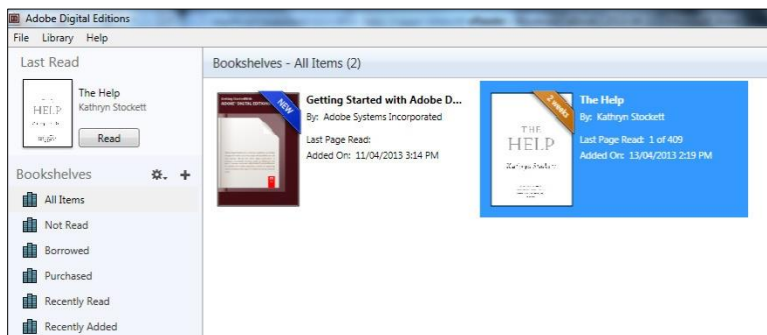 Adobe Digital Editions
File Library Help
Last Read
The Help
Kathryn Stockett
Read
THE
HELP
Bookshelves
All Items
Not Read
Borrowed
Purchased
Recently Read
Recently Added
Bookshelves - All Items (2)
NEW
Getting Started with Adobe D...
By: Adobe Systems Incorporated
Last Page Read:
Added On: 11/04/2013 3:14 PM
2 weeks
THE
HELP
Kathryn Stockett
The Help
By: Kathryn Stockett
Last Page Read: 1 of 409
Added On: 13/04/2013 2:19 PM